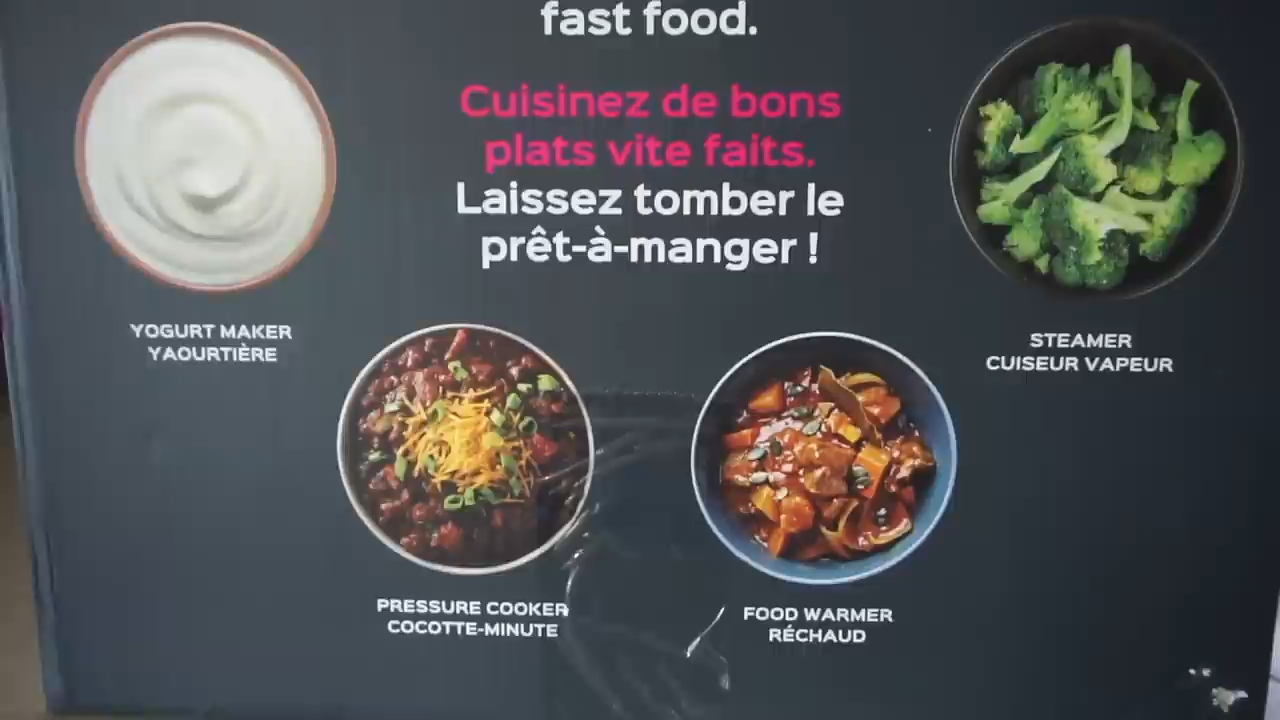 fast food.
Cuisinez de bons
plats vite faits.
Laissez tomber le
prêt-à-manger !
YOGURT MAKER
YAOURTIÈRE
STEAMER
CUISEUR VAPEUR
PRESSURE COOKER
COCOTTE-MINUTE
FOOD WARMER
RÉCHAUD